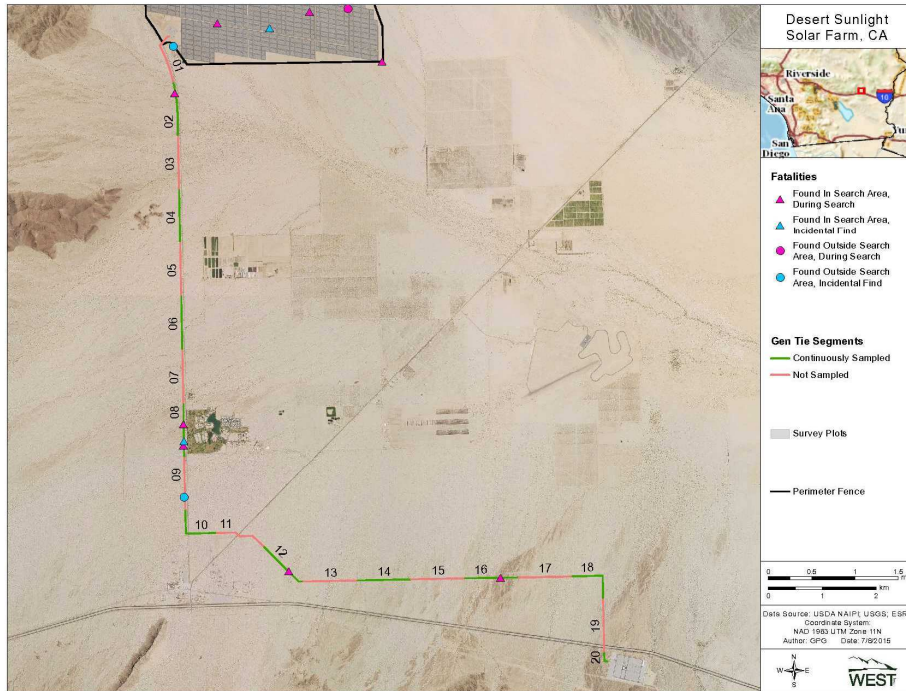 Desert Sunlight
Solar Farm, CA
Riverside
Santa
Ana
10
San
Diego
Yu
Fatalities
Found In Search Area,
During Search
Found In Search Area,
Incidental Find
Found Outside Search
Area, During Search
Found Outside Search
Area, Incidental Find
Gen Tie Segments
Continuously Sampled
Not Sampled
Survey Plots
Perimeter Fence
0 0.5 1 1.5
0 1 2
km
Data Source: USDA NAIP; USGS; ESR
Coordinate System:
NAD 1983 UTM Zone 11N
Author: GPG Date: 7/8/2015
N
W E
S
WEST
01
02
03
04
05
06
07
08
09
10
11
12
13
14
15
16
17
18
19
20